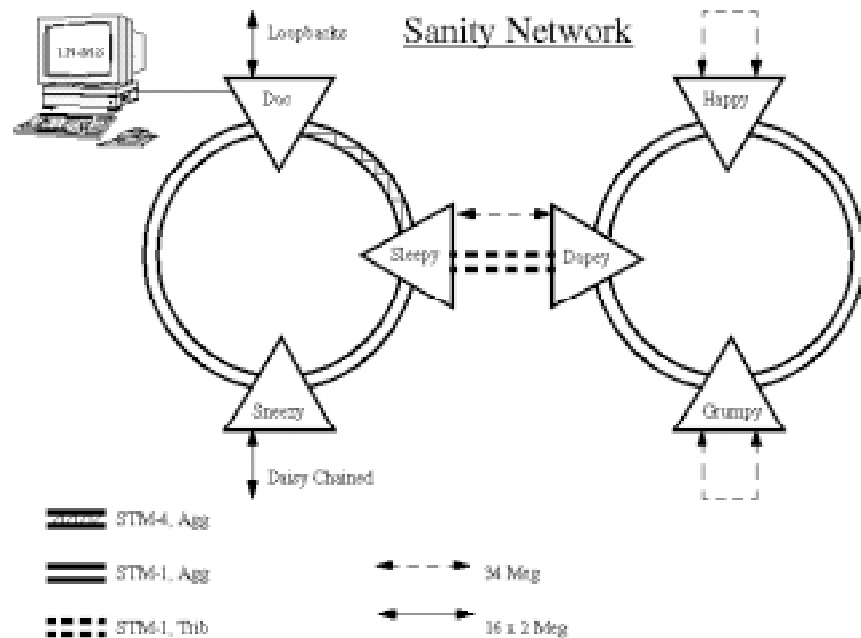 Sanity Network
Loopbacks
Doc
Happy
Sleepy
Dopey
Sneezy
Grumpy
Daisy Chained
STM-4, Agg
STM-1, Agg
STM-1, Trib
34 Meg
16 x 2 Meg